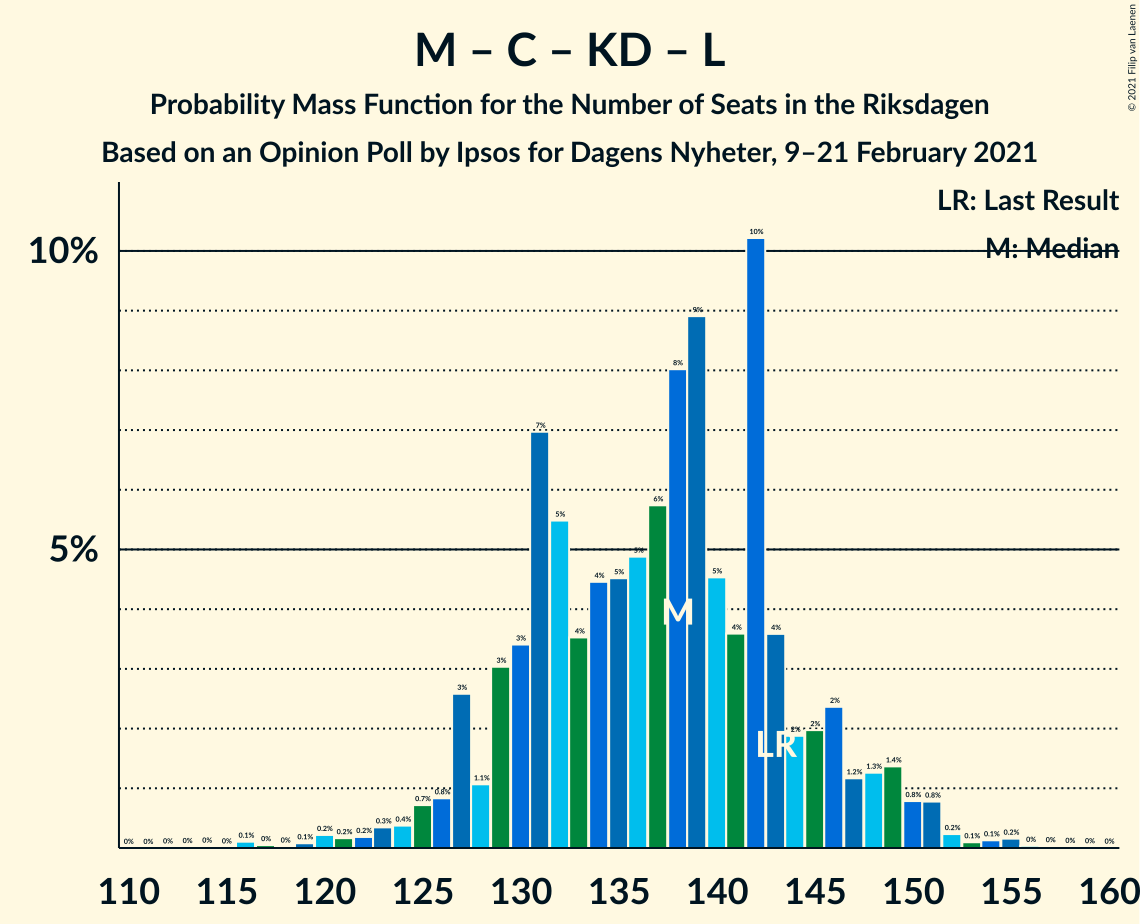 M – C – KD – L
Probability Mass Function for the Number of Seats in the Riksdagen
Based on an Opinion Poll by Ipsos for Dagens Nyheter, 9–21 February 2021
© 2021 Filip van Laenen
LR: Last Result
M: Median
10%
5%
0% 0% 0% 0% 0% 0% 0.1% 0% 0% 0.1% 0.2% 0.2% 0.2% 0.3% 0.4% 0.7% 0.8% 3% 1.1% 3% 3% 7% 5% 4% 4% 5% 5% 6% 8% 9% 5% 4% 10% 4% 2% 2% 2% 1.2% 1.3% 1.4% 0.8% 0.8% 0.2% 0.1% 0.1% 0.2% 0% 0% 0% 0% 0%
M
LR
110 115 120 125 130 135 140 145 150 155 160